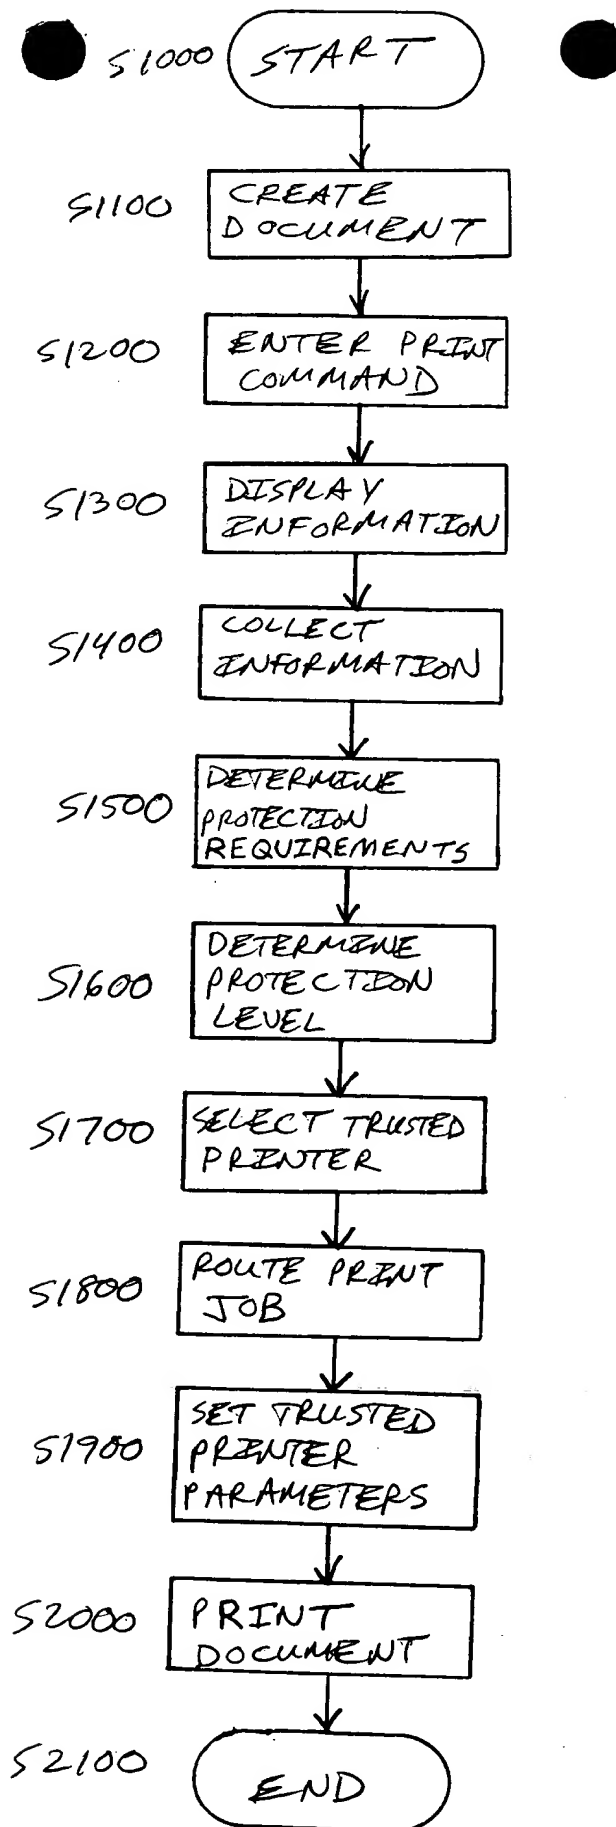 S1000 START
S1100 CREATE
DOCUMENT
S1200 ENTER PRINT
COMMAND
S1300 DISPLAY
INFORMATION
S1400 COLLECT
INFORMATION
S1500 DETERMINE
PROTECTION
REQUIREMENTS
S1600 DETERMINE
PROTECTION
LEVEL
S1700 SELECT TRUSTED
PRINTER
S1800 ROUTE PRINT
JOB
S1900 SET TRUSTED
PRINTER
PARAMETERS
S2000 PRINT
DOCUMENT
S2100 END